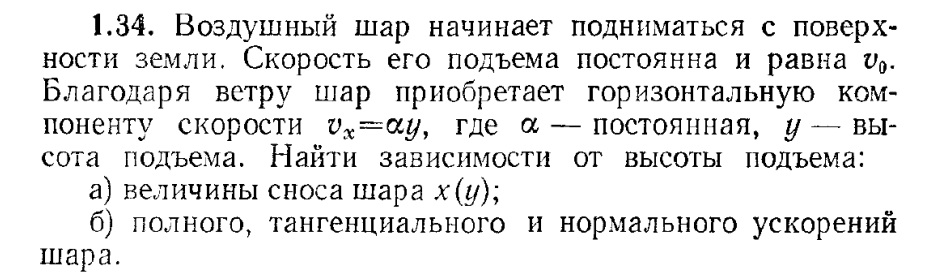 1.34. Воздушный шар начинает подниматься с поверх-
ности земли. Скорость его подъема постоянна и равна v₀.
Благодаря ветру шар приобретает горизонтальную ком-
поненту скорости vₓ=αy, где α — постоянная, y — вы-
сота подъема. Найти зависимости от высоты подъема:
а) величины сноса шара x(y);
б) полного, тангенциального и нормального ускорений
шара.